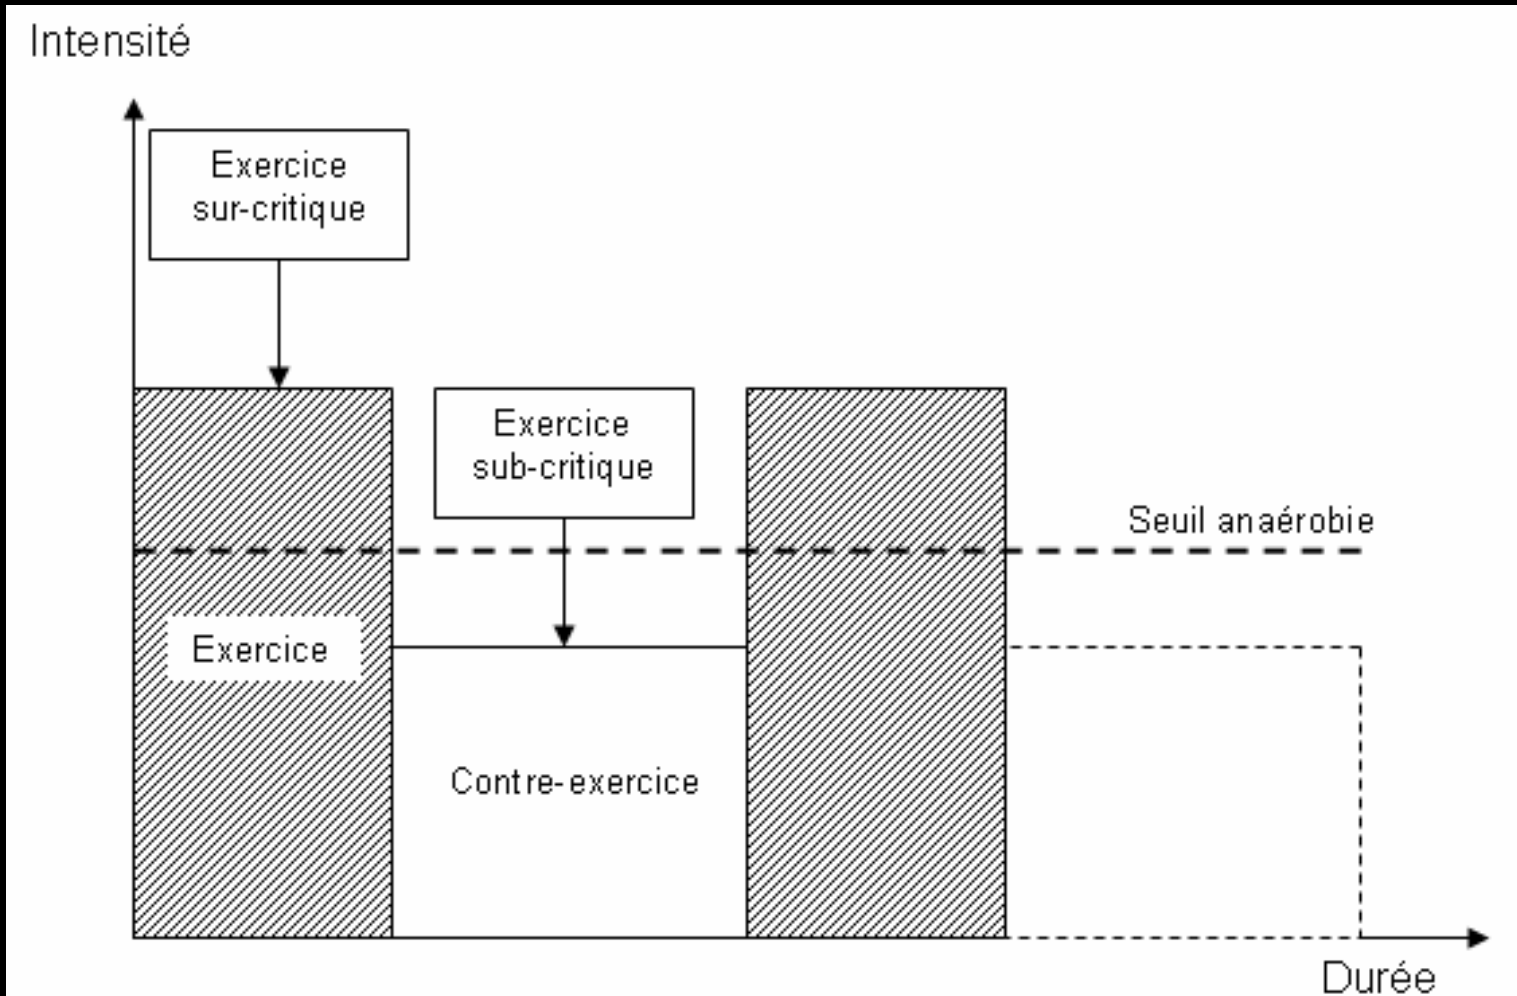 Intensité
Exercice
sur-critique
Exercice
sub-critique
Seuil anaérobie
Exercice
Contre-exercice
Durée